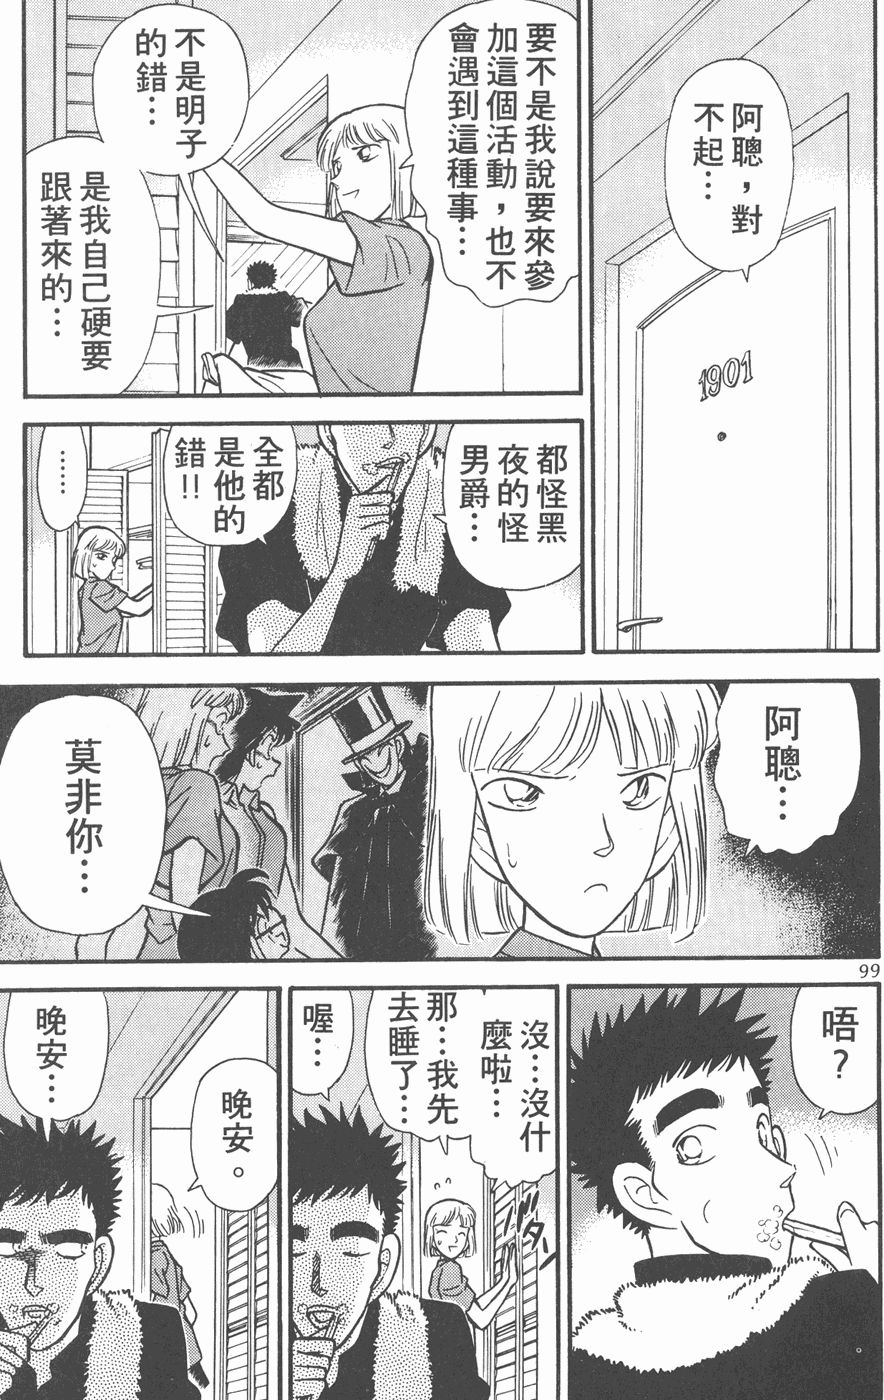 阿聰，對
不起…
1901
要不是我說要來參
加這個活動，也不
會遇到這種事…
不是明子
的錯…
是我自己硬要
跟著來的…
都怪黑
夜的怪
男爵…
全都
是他的
錯!!
……
阿聰…
莫非你…
99
唔?
沒…沒什
麼啦…
那…我先
去睡了…
喔…
タン
晚安。
晚安…